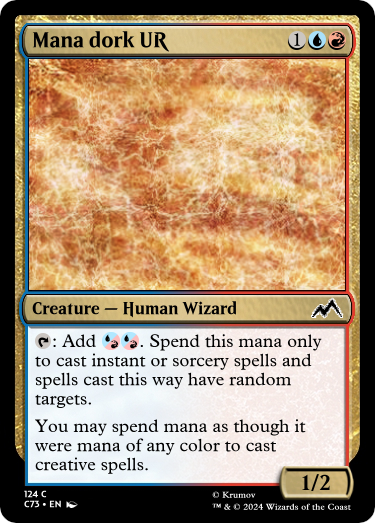 Mana dork UR 1
Creature — Human Wizard
: Add . Spend this mana only
to cast instant or sorcery spells and
spells cast this way have random
targets.
You may spend mana as though it
were mana of any color to cast
creative spells.
1/2
124 C
C73 • EN
© Krumov
™ & © 2024 Wizards of the Coast